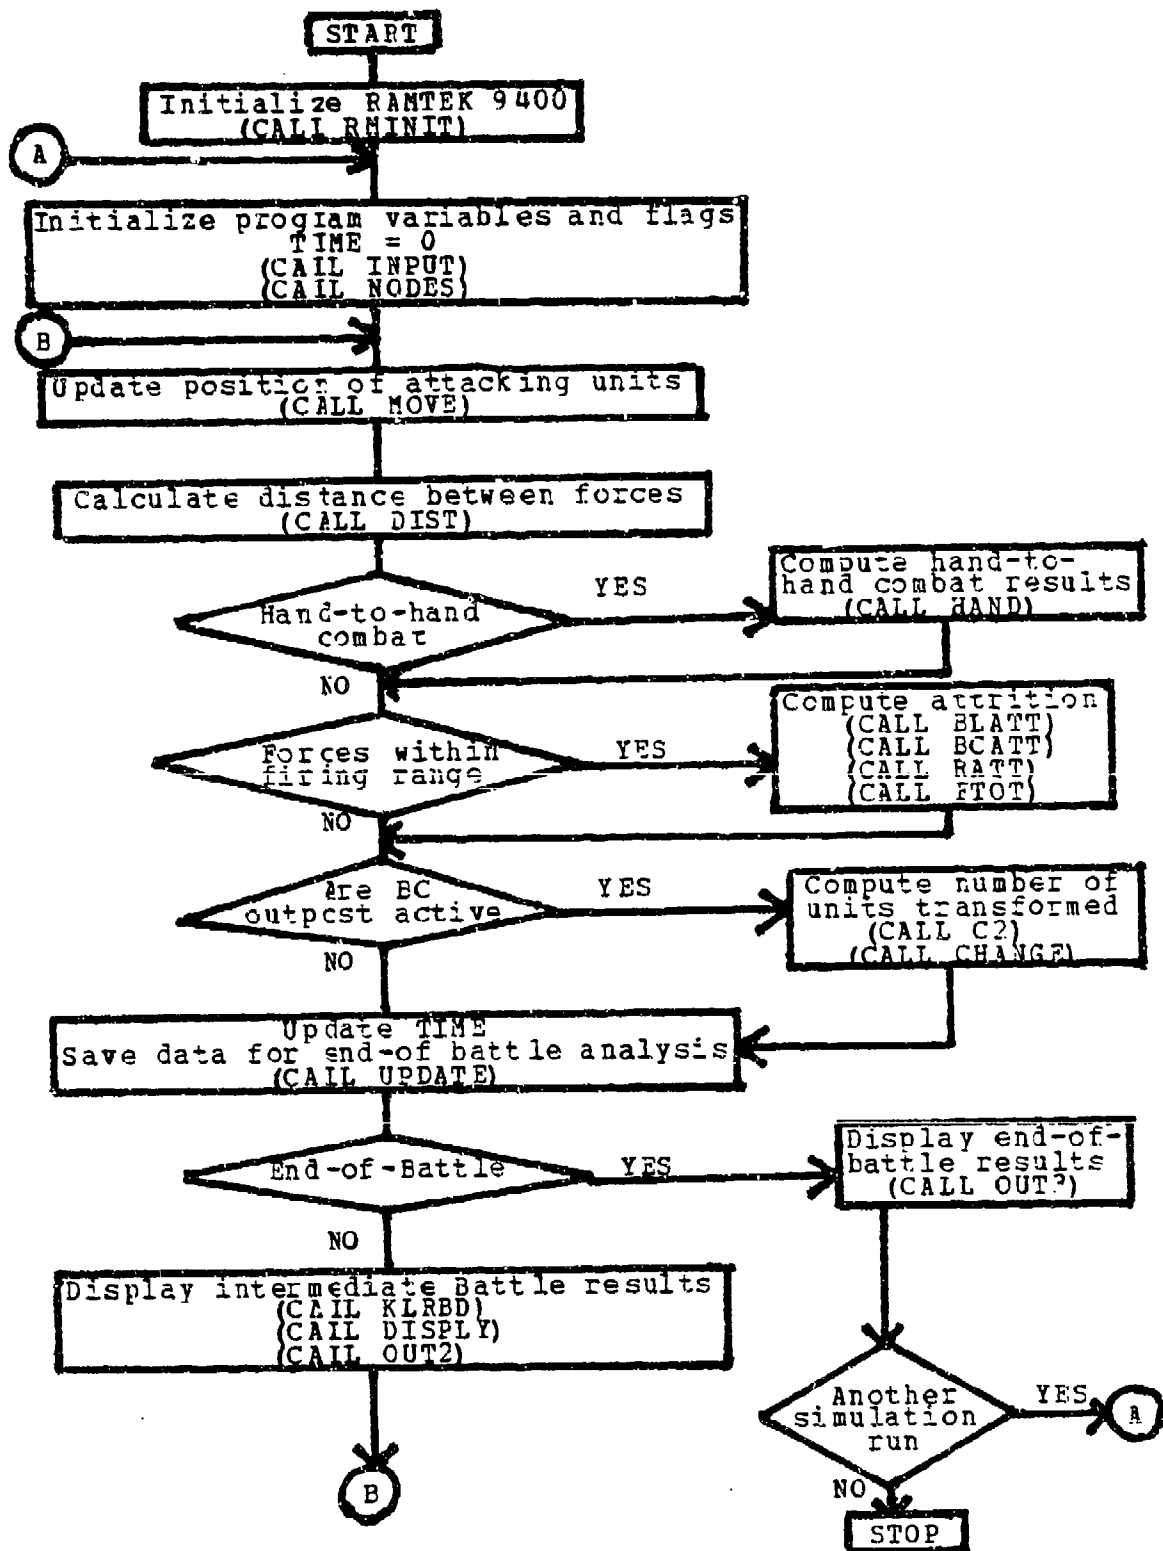 START
Initialize RAMTEK 9400
(CALL RMINIT)
A
Initialize program variables and flags
TIME = 0
(CALL INPUT)
(CALL NODES)
B
Update position of attacking units
(CALL MOVE)
Calculate distance between forces
(CALL DIST)
Hand-to-hand
combat
YES
Compute hand-to-
hand combat results
(CALL HAND)
NO
Forces within
firing range
YES
Compute attrition
(CALL BLATT)
(CALL BCATT)
(CALL RATT)
(CALL FTOT)
NO
Are BC
outpost active
YES
Compute number of
units transformed
(CALL C2)
(CALL CHANGE)
NO
Update TIME
Save data for end-of battle analysis
(CALL UPDATE)
End-of-Battle
YES
Display end-of-
battle results
(CALL
NO
Display intermediate Battle results
(CALL KLRBD)
(CALL DISPLY)
(CALL OUT2)
Another
simulation
run
YES
A
NO
B
STOP